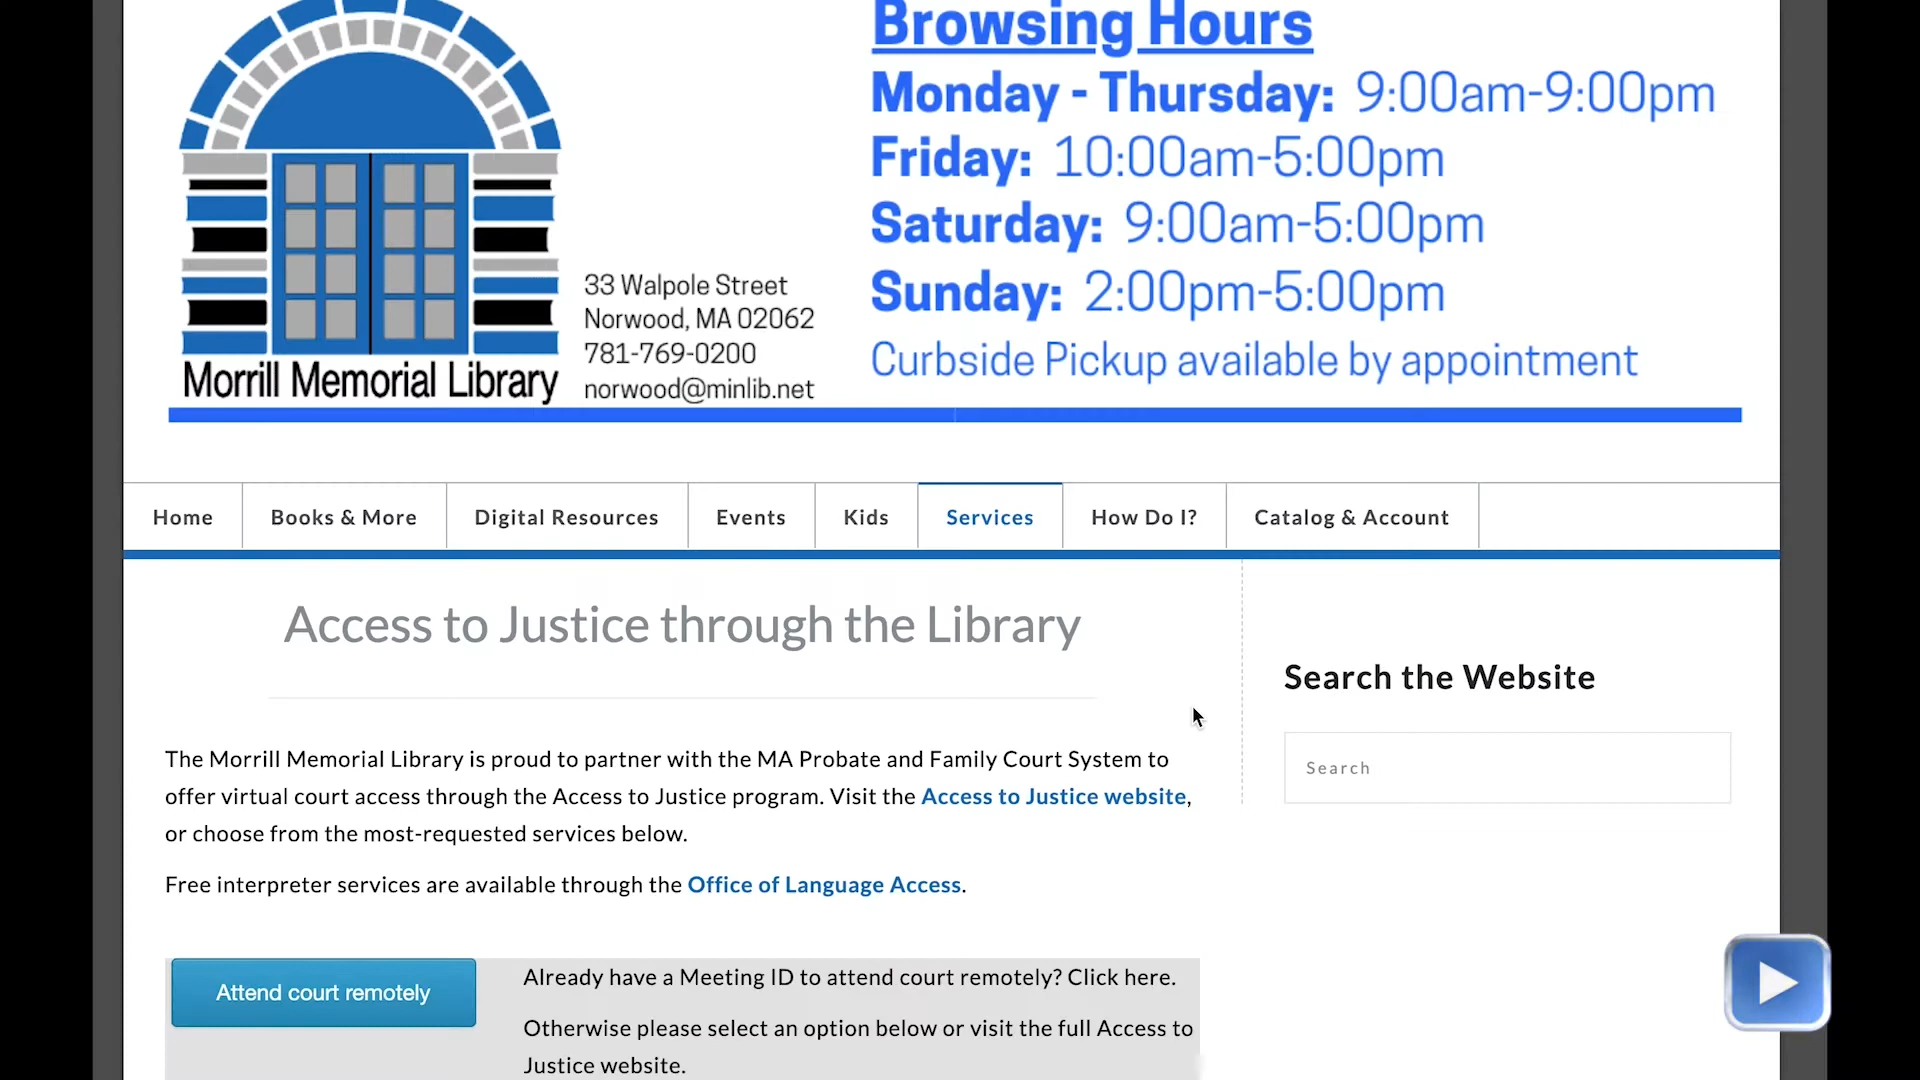 Browsing Hours
Monday - Thursday: 9:00am-9:00pm
Friday: 10:00am-5:00pm
Saturday: 9:00am-5:00pm
Sunday: 2:00pm-5:00pm
Curbside Pickup available by appointment
33 Walpole Street
Norwood, MA 02062
781-769-0200
norwood@minlib.net
Morrill Memorial Library
Home Books & More Digital Resources Events Kids Services How Do I? Catalog & Account
Access to Justice through the Library
The Morrill Memorial Library is proud to partner with the MA Probate and Family Court System to
offer virtual court access through the Access to Justice program. Visit the Access to Justice website,
or choose from the most-requested services below.
Free interpreter services are available through the Office of Language Access.
Attend court remotely
Already have a Meeting ID to attend court remotely? Click here.
Otherwise please select an option below or visit the full Access to
Justice website.
Search the Website
Search